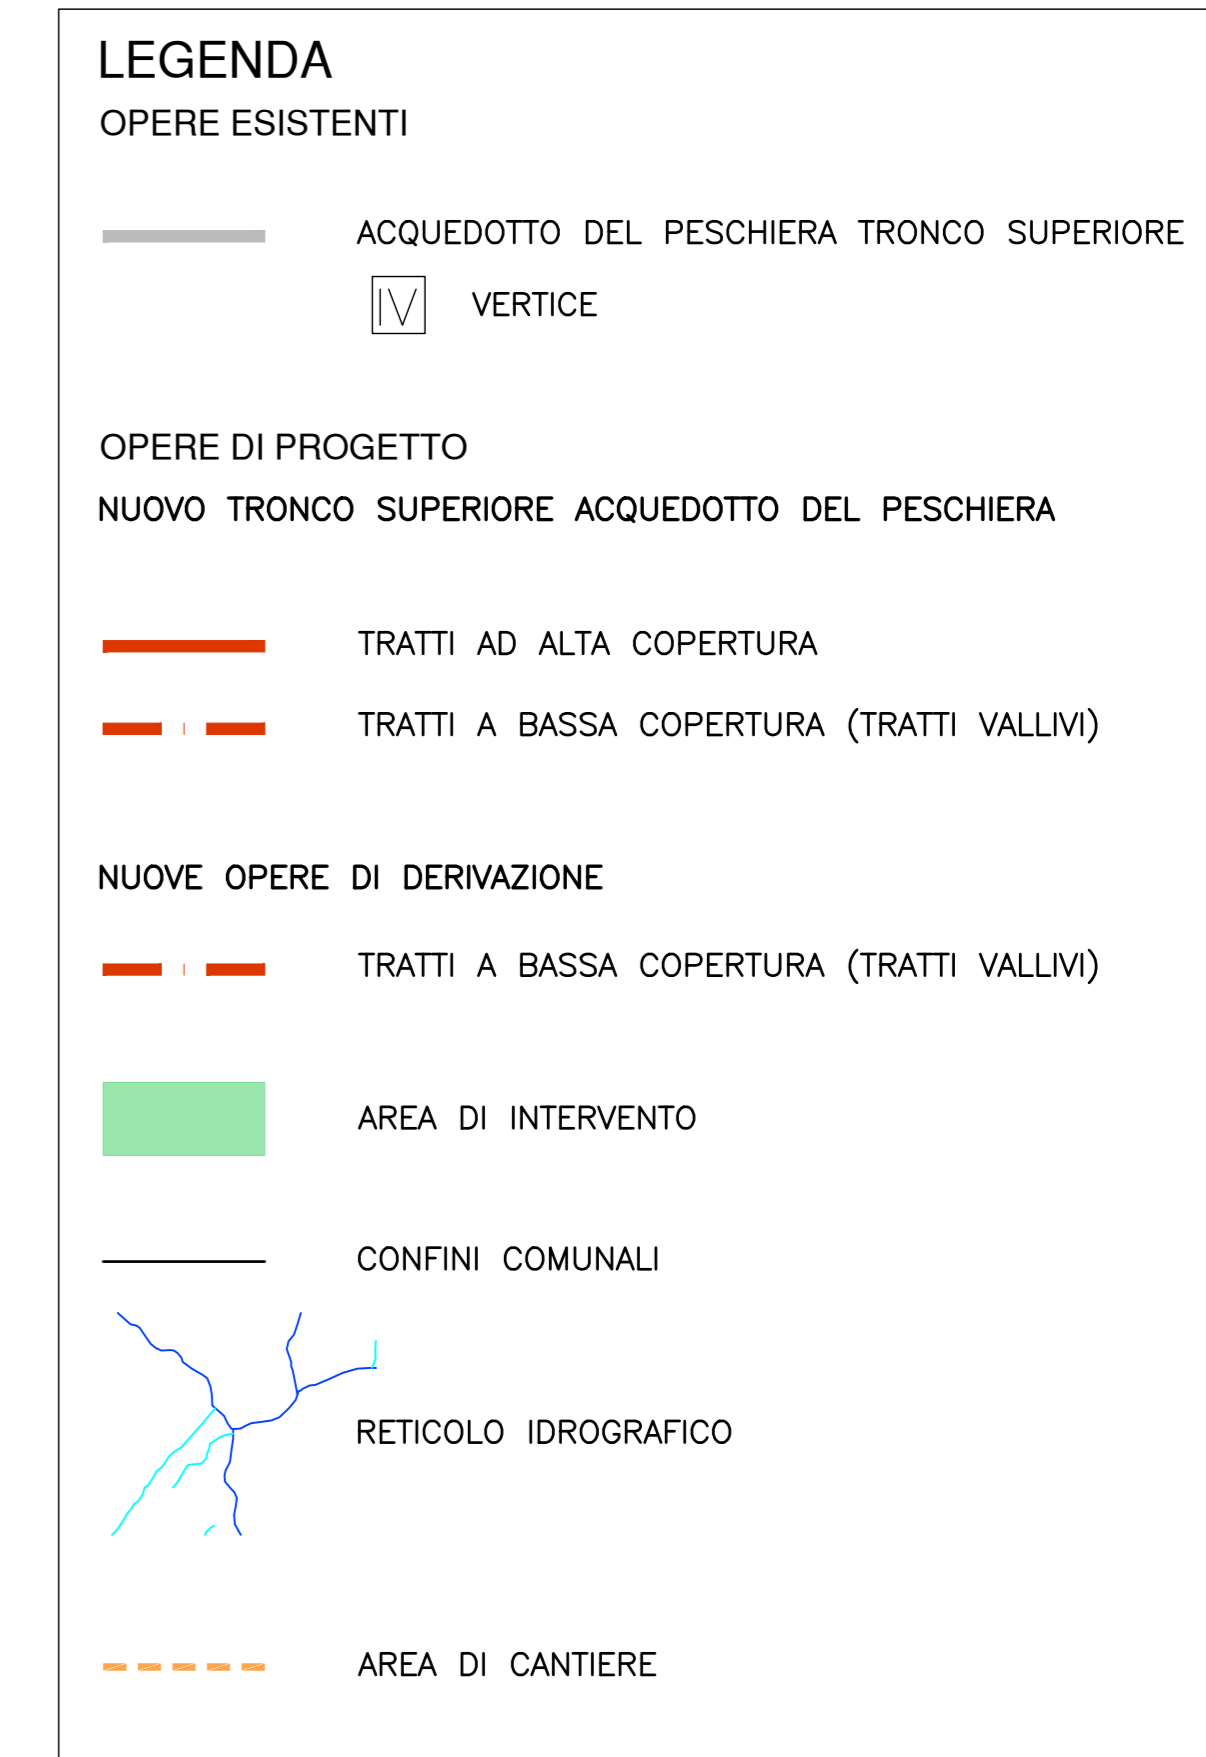 LEGENDA
OPERE ESISTENTI
ACQUEDOTTO DEL PESCHIERA TRONCO SUPERIORE
IV VERTICE
OPERE DI PROGETTO
NUOVO TRONCO SUPERIORE ACQUEDOTTO DEL PESCHIERA
TRATTI AD ALTA COPERTURA
TRATTI A BASSA COPERTURA (TRATTI VALLIVI)
NUOVE OPERE DI DERIVAZIONE
TRATTI A BASSA COPERTURA (TRATTI VALLIVI)
AREA DI INTERVENTO
CONFINI COMUNALI
RETICOLO IDROGRAFICO
AREA DI CANTIERE